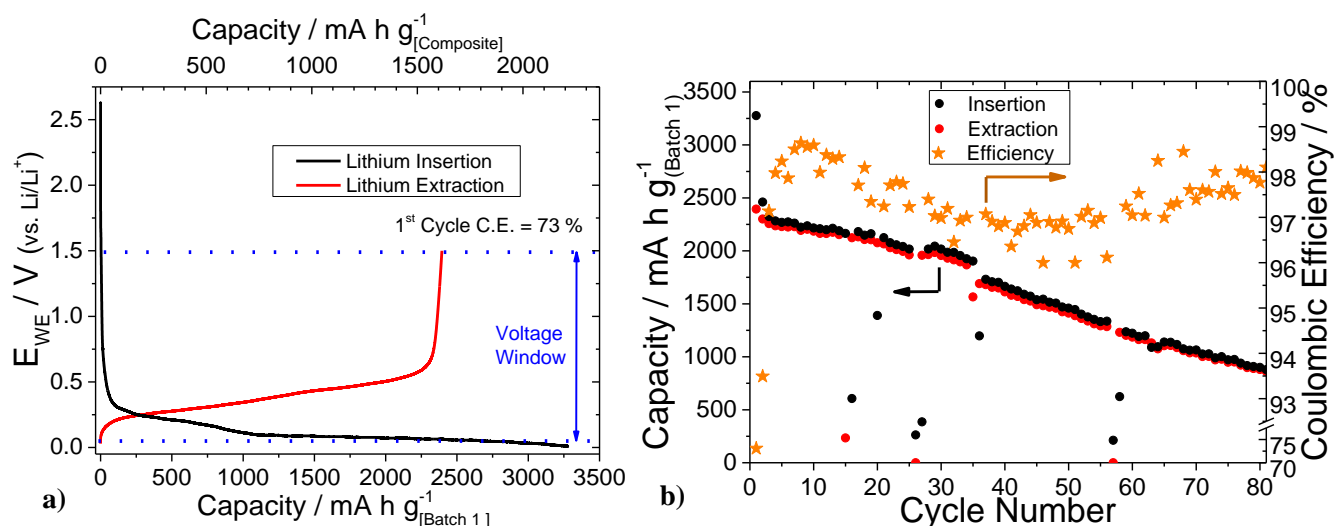 Capacity / mA h g-1[Composite]
0 500 1000 1500 2000
EWE / V (vs. Li/Li+)
2.5
2.0
1.5
1.0
0.5
0.0
Lithium Insertion
Lithium Extraction
1st Cycle C.E. = 73 %
Voltage
Window
0 500 1000 1500 2000 2500 3000 3500
Capacity / mA h g-1[Batch 1]
a)
Capacity / mA h g-1(Batch 1)
3500
3000
2500
2000
1500
1000
500
0
Insertion
Extraction
Efficiency
100
99
98
97
96
95
94
93
75
70
Coulombic Efficiency / %
0 10 20 30 40 50 60 70 80
Cycle Number
b)